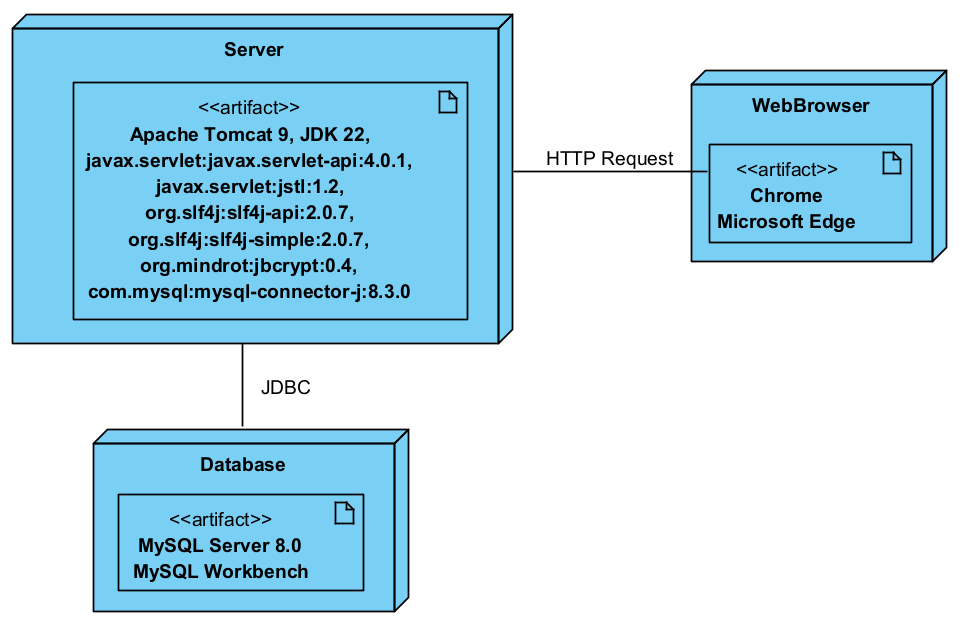 Server
<<artifact>>
Apache Tomcat 9, JDK 22,
javax.servlet:javax.servlet-api:4.0.1,
javax.servlet:jstl:1.2,
org.slf4j:slf4j-api:2.0.7,
org.slf4j:slf4j-simple:2.0.7,
org.mindrot:jbcrypt:0.4,
com.mysql:mysql-connector-j:8.3.0
HTTP Request
WebBrowser
<<artifact>>
Chrome
Microsoft Edge
JDBC
Database
<<artifact>>
MySQL Server 8.0
MySQL Workbench